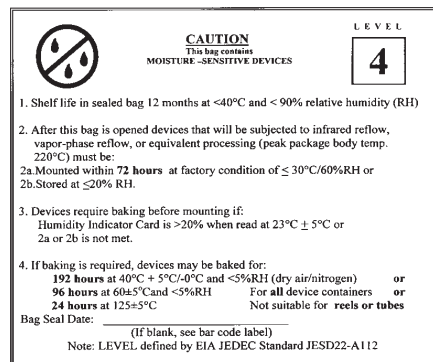 LEVEL
4
CAUTION
This bag contains
MOISTURE –SENSITIVE DEVICES
1. Shelf life in sealed bag 12 months at <40°C and < 90% relative humidity (RH)
2. After this bag is opened devices that will be subjected to infrared reflow,
vapor-phase reflow, or equivalent processing (peak package body temp.
220°C) must be:
2a.Mounted within 72 hours at factory condition of ≤ 30°C/60%RH or
2b.Stored at ≤20% RH.
3. Devices require baking before mounting if:
Humidity Indicator Card is >20% when read at 23°C ± 5°C or
2a or 2b is not met.
4. If baking is required, devices may be baked for:
192 hours at 40°C + 5°C/-0°C and <5%RH (dry air/nitrogen) or
96 hours at 60±5°Cand <5%RH For all device containers or
24 hours at 125±5°C Not suitable for reels or tubes
Bag Seal Date:
(If blank, see bar code label)
Note: LEVEL defined by EIA JEDEC Standard JESD22-A112